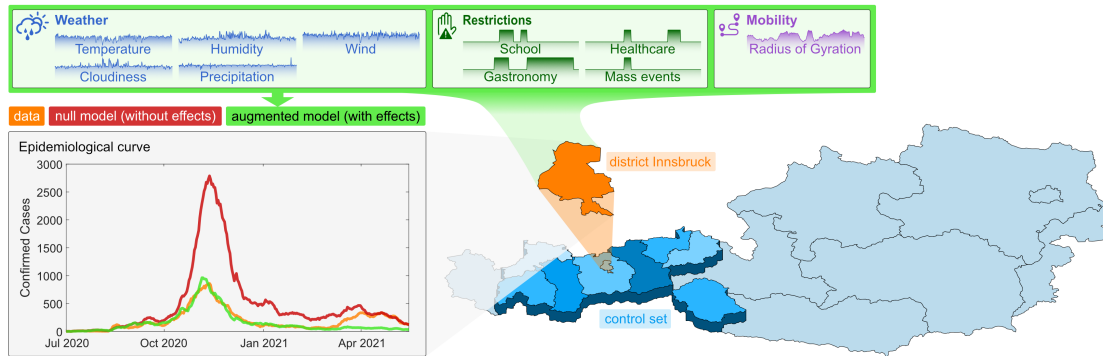 Weather
Temperature
Humidity
Wind
Cloudiness
Precipitation
Restrictions
School
Healthcare
Gastronomy
Mass events
Mobility
Radius of Gyration
data
null model (without effects)
augmented model (with effects)
Epidemiological curve
Confirmed Cases
3000
2500
2000
1500
1000
500
0
Jul 2020
Oct 2020
Jan 2021
Apr 2021
district Innsbruck
control set